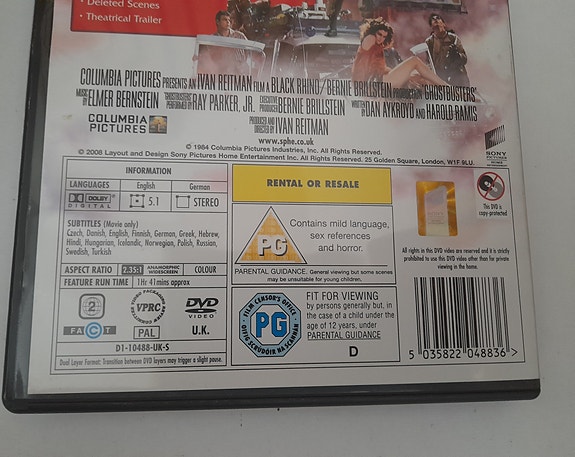 • Deleted Scenes
• Theatrical Trailer
COLUMBIA PICTURES PRESENTS AN IVAN REITMAN FILM A BLACK RHINO/BERNIE BRILLSTEIN PRODUCTION "GHOSTBUSTERS"
MUSIC BY ELMER BERNSTEIN "GHOSTBUSTERS" PERFORMED BY RAY PARKER, JR. EXECUTIVE PRODUCER BERNIE BRILLSTEIN WRITTEN BY DAN AYKROYD AND HAROLD RAMIS
PRODUCED AND DIRECTED BY IVAN REITMAN
COLUMBIA
PICTURES
www.sphe.co.uk
© 1984 Columbia Pictures Industries, Inc. All Rights Reserved.
© 2008 Layout and Design Sony Pictures Home Entertainment Inc. All Rights Reserved. 25 Golden Square, London, W1F 9LU.
SONY
PICTURES
INFORMATION
LANGUAGES English German
DOLBY
DIGITAL 5.1 STEREO
SUBTITLES (Movie only)
Czech, Danish, English, Finnish, German, Greek, Hebrew,
Hindi, Hungarian, Icelandic, Norwegian, Polish, Russian,
Swedish, Turkish
ASPECT RATIO 2.35:1 ANAMORPHIC WIDESCREEN COLOUR
FEATURE RUN TIME 1Hr 41mins approx
2
VPRC
DVD
VIDEO
FACT
PAL
U.K.
D1-10488-UK-S
Dual Layer Format: Transition between DVD layers may trigger a slight pause.
RENTAL OR RESALE
PG
Contains mild language,
sex references
and horror.
PARENTAL GUIDANCE. General viewing but some scenes
may be unsuitable for young children.
FILM CENSOR'S OFFICE
PG
OIFIG SCRÚDÓIR NA SCANNÁN
FIT FOR VIEWING
by persons generally but, in
the case of a child under the
age of 12 years, under
PARENTAL GUIDANCE
D
This DVD is
copy-protected
All rights in this DVD video are reserved and it is strictly
prohibited to use this DVD video other than for private
viewing in the home.
5 035822 048836 >